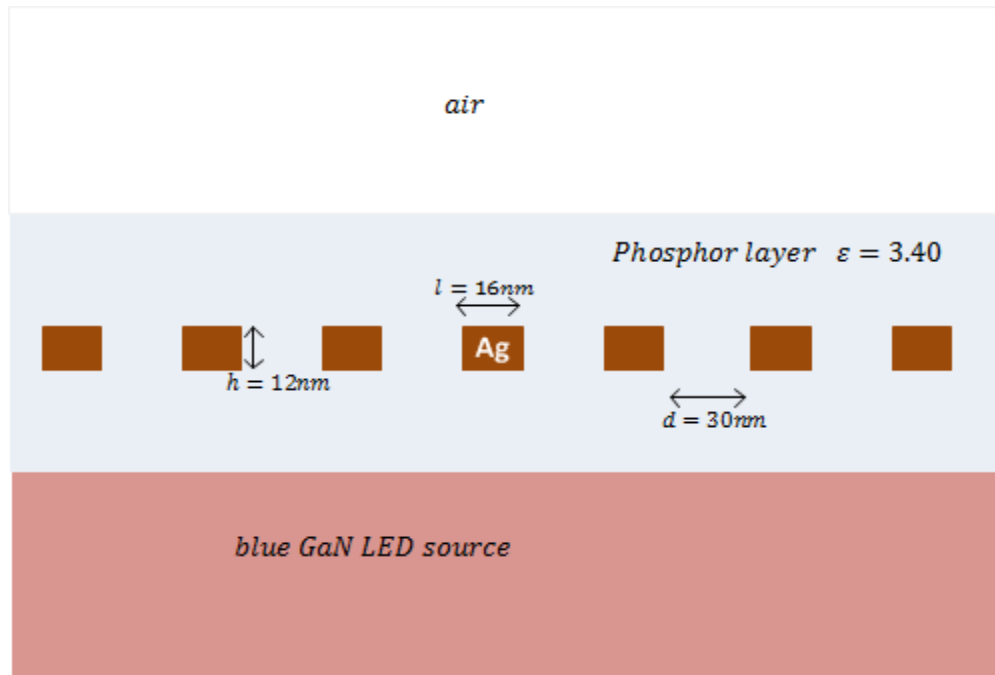 air
Phosphor layer ε = 3.40
l = 16nm
Ag
h = 12nm
d = 30nm
blue GaN LED source